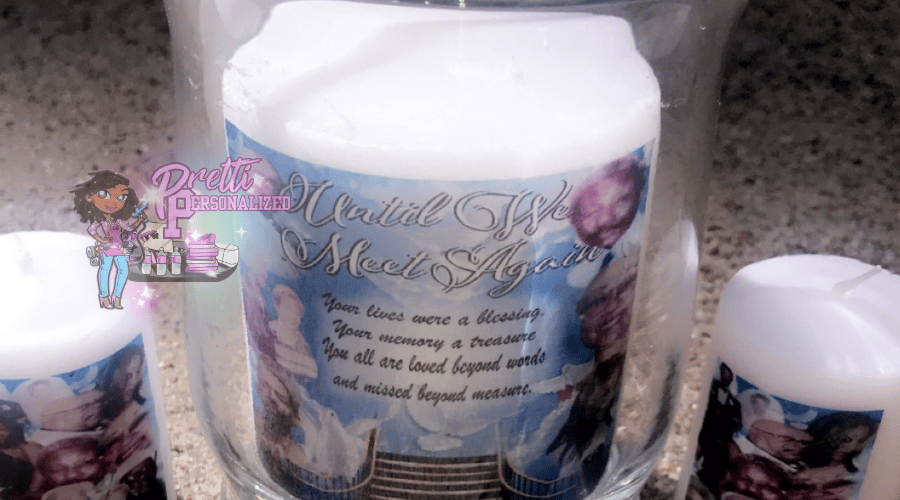 Pretti
Personalized
Until We
Meet Again
Your lives were a blessing,
Your memory a treasure
You all are loved beyond words
and missed beyond measure.